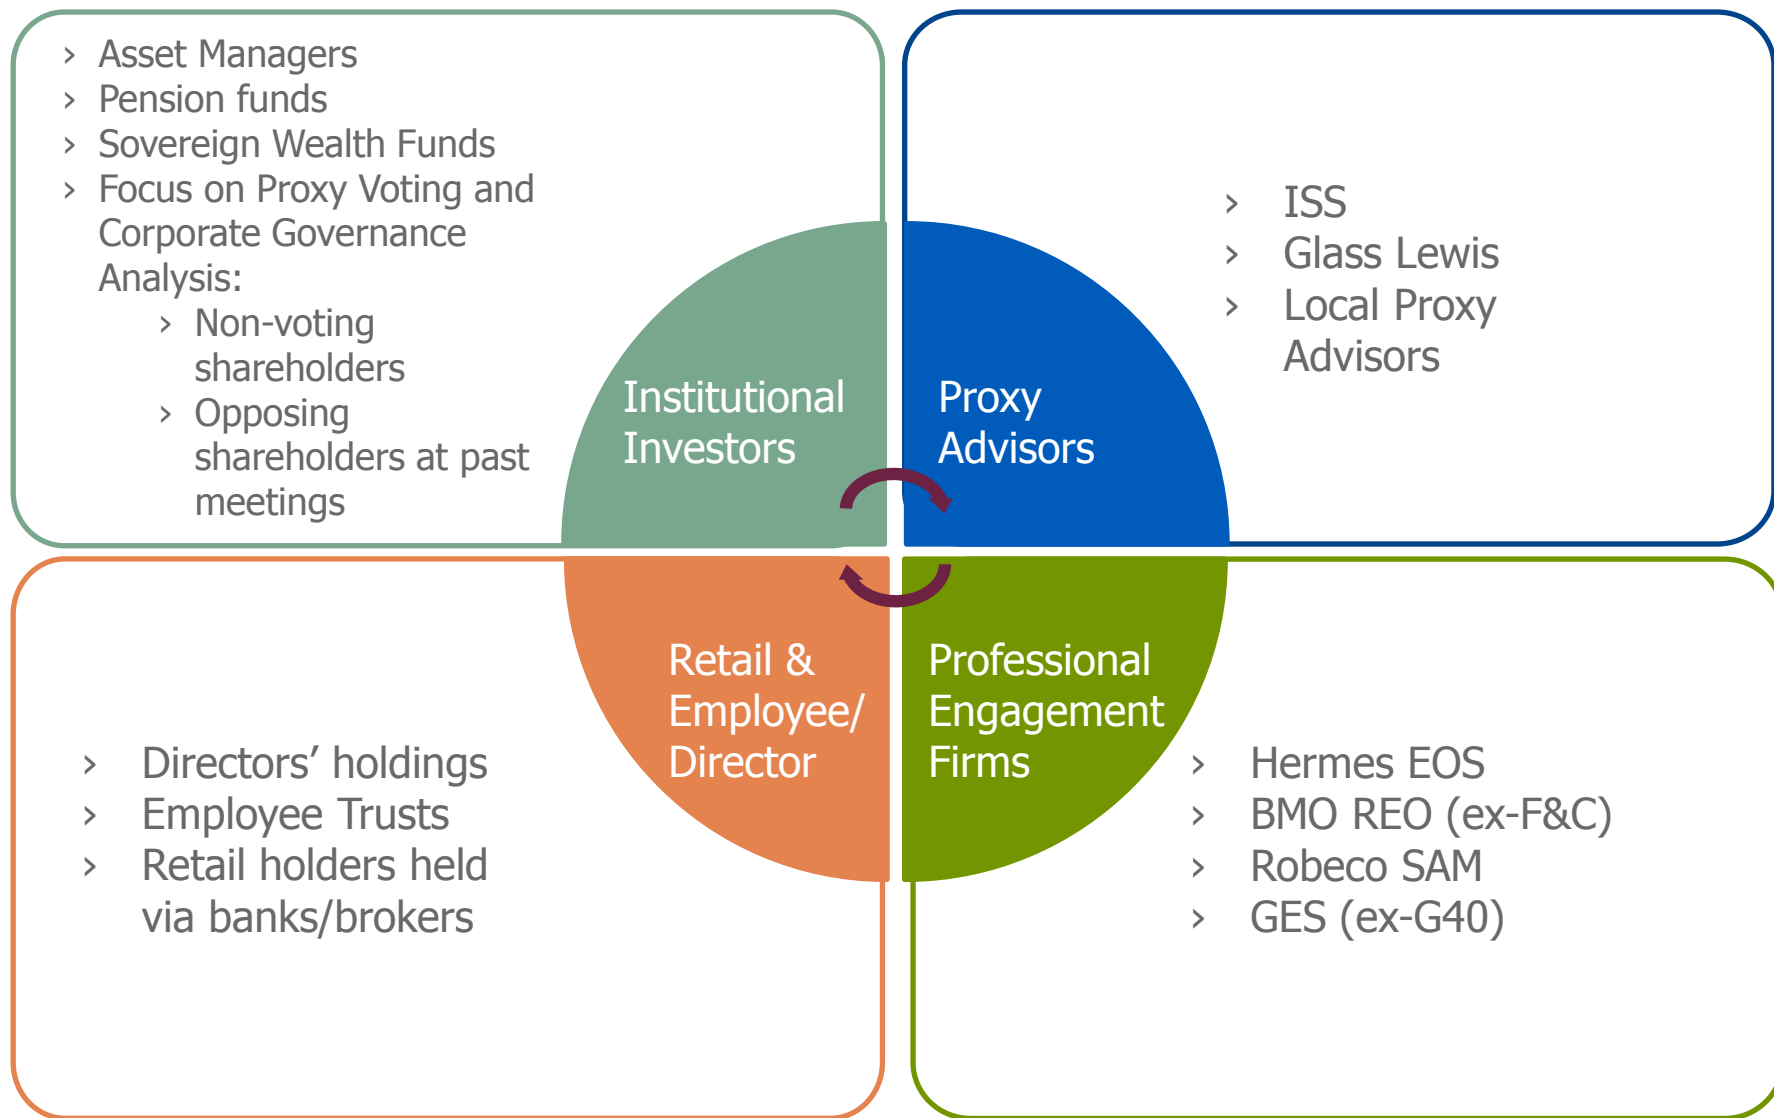 › Asset Managers
› Pension funds
› Sovereign Wealth Funds
› Focus on Proxy Voting and
Corporate Governance
Analysis:
› Non-voting
shareholders
› Opposing
shareholders at past
meetings
Institutional
Investors
Proxy
Advisors
› ISS
› Glass Lewis
› Local Proxy
Advisors
Retail &
Employee/
Director
› Directors’ holdings
› Employee Trusts
› Retail holders held
via banks/brokers
Professional
Engagement
Firms
› Hermes EOS
› BMO REO (ex-F&C)
› Robeco SAM
› GES (ex-G40)